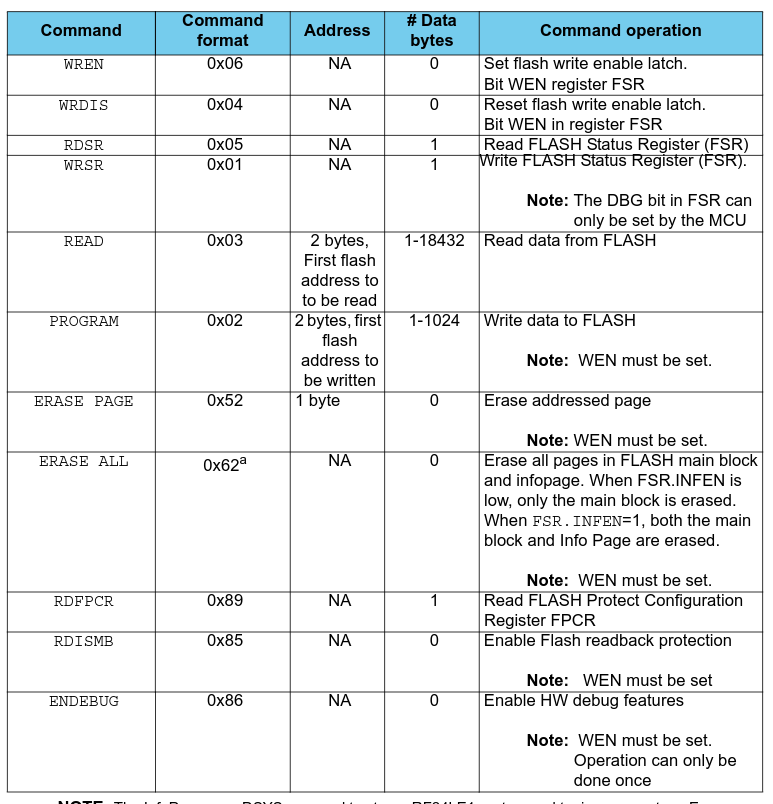 Command Command format Address # Data bytes Command operation
WREN 0x06 NA 0 Set flash write enable latch.
Bit WEN register FSR
WRDIS 0x04 NA 0 Reset flash write enable latch.
Bit WEN in register FSR
RDSR 0x05 NA 1 Read FLASH Status Register (FSR)
WRSR 0x01 NA 1 Write FLASH Status Register (FSR).
Note: The DBG bit in FSR can
only be set by the MCU
READ 0x03 2 bytes, First flash address to to be read 1-18432 Read data from FLASH
PROGRAM 0x02 2 bytes, first flash address to be written 1-1024 Write data to FLASH
Note: WEN must be set.
ERASE PAGE 0x52 1 byte 0 Erase addressed page
Note: WEN must be set.
ERASE ALL 0x62a NA 0 Erase all pages in FLASH main block
and infopage. When FSR.INFEN is
low, only the main block is erased.
When FSR.INFEN=1, both the main
block and Info Page are erased.
Note: WEN must be set.
RDFPCR 0x89 NA 1 Read FLASH Protect Configuration
Register FPCR
RDISMB 0x85 NA 0 Enable Flash readback protection
Note: WEN must be set
ENDEBUG 0x86 NA 0 Enable HW debug features
Note: WEN must be set.
Operation can only be
done once